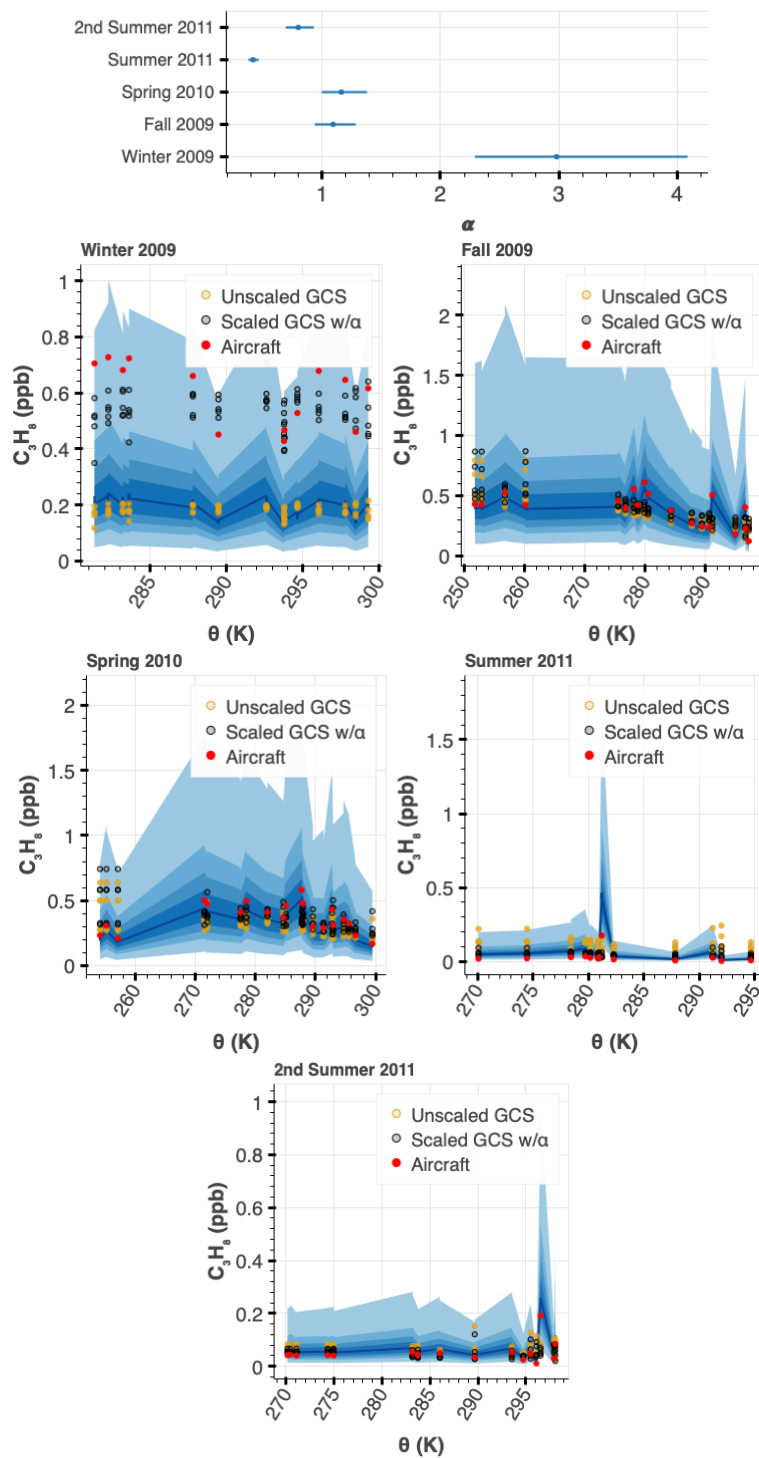 2nd Summer 2011
Summer 2011
Spring 2010
Fall 2009
Winter 2009
1 2 3 4
α
Winter 2009
Unscaled GCS
Scaled GCS w/α
Aircraft
1
0.8
0.6
0.4
0.2
0
C₃H₈ (ppb)
285 290 295 300
θ (K)
Fall 2009
Unscaled GCS
Scaled GCS w/α
Aircraft
2
1.5
1
0.5
0
C₃H₈ (ppb)
250 260 270 280 290
θ (K)
Spring 2010
Unscaled GCS
Scaled GCS w/α
Aircraft
2
1.5
1
0.5
0
C₃H₈ (ppb)
260 270 280 290 300
θ (K)
Summer 2011
Unscaled GCS
Scaled GCS w/α
Aircraft
1.5
1
0.5
0
C₃H₈ (ppb)
270 275 280 285 290 295
θ (K)
2nd Summer 2011
Unscaled GCS
Scaled GCS w/α
Aircraft
1
0.8
0.6
0.4
0.2
0
C₃H₈ (ppb)
270 275 280 285 290 295
θ (K)